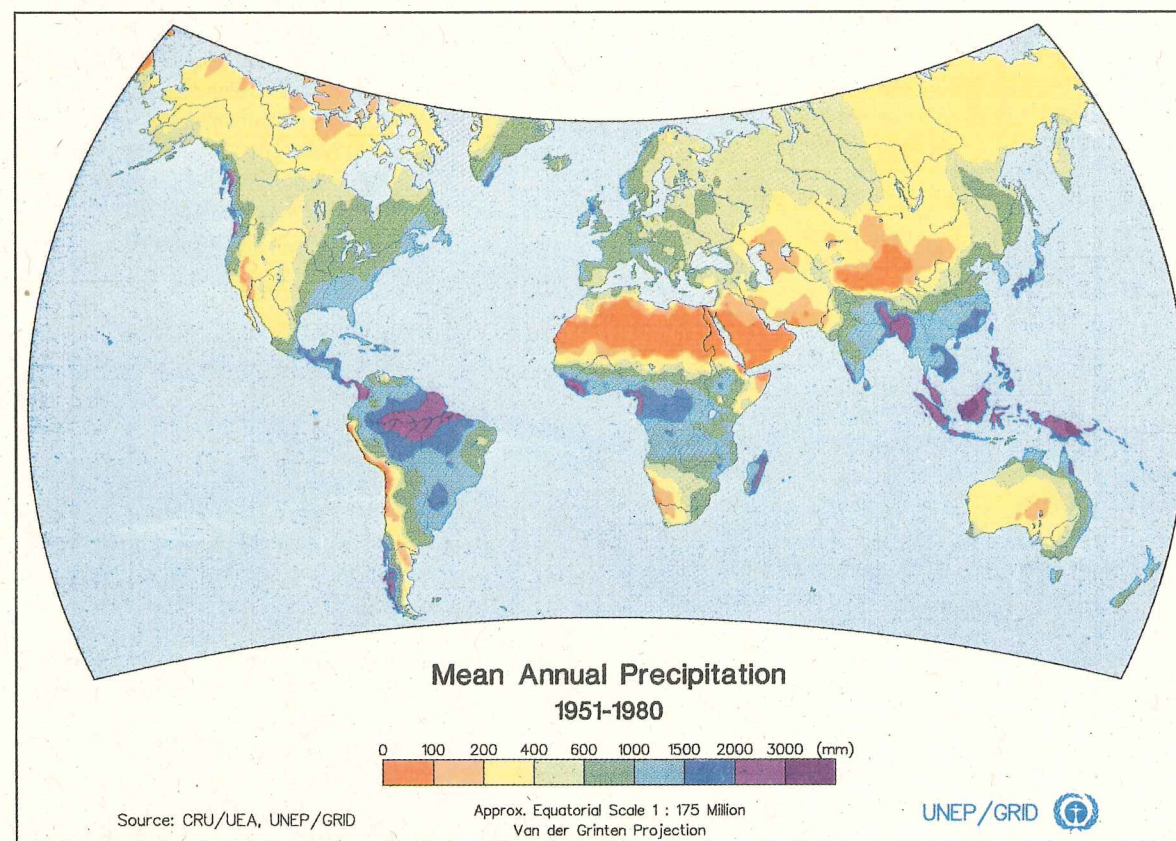 Mean Annual Precipitation
1951-1980
0 100 200 400 600 1000 1500 2000 3000 (mm)
Source: CRU/UEA, UNEP/GRID
Approx. Equatorial Scale 1 : 175 Million
Van der Grinten Projection
UNEP/GRID